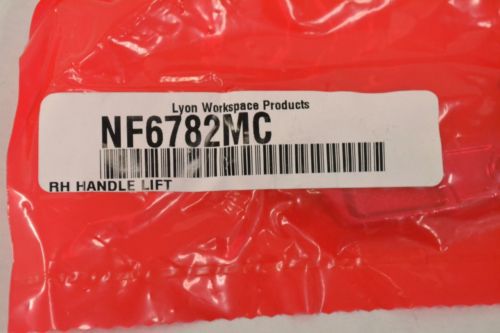 Lyon Workspace Products
NF6782MC
RH HANDLE LIFT